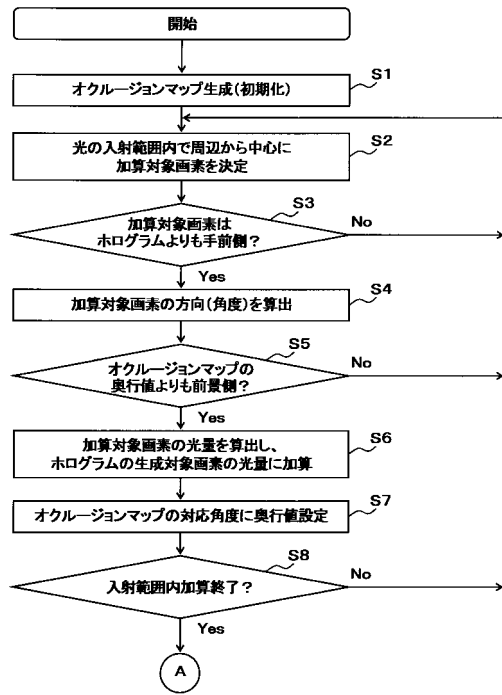 開始
S1
オクルージョンマップ生成(初期化)
S2
光の入射範囲内で周辺から中心に
加算対象画素を決定
S3
加算対象画素は
ホログラムよりも手前側?
No
Yes
S4
加算対象画素の方向(角度)を算出
S5
オクルージョンマップの
奥行値よりも前景側?
No
Yes
S6
加算対象画素の光量を算出し、
ホログラムの生成対象画素の光量に加算
S7
オクルージョンマップの対応角度に奥行値設定
S8
入射範囲内加算終了?
No
Yes
A